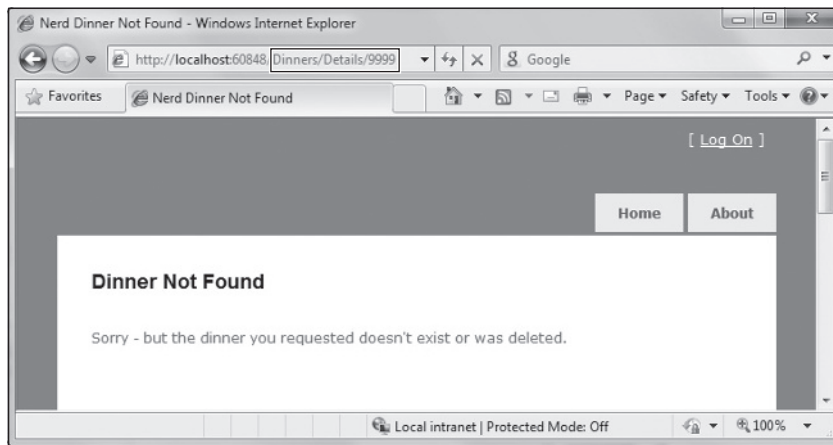 Nerd Dinner Not Found - Windows Internet Explorer
http://localhost:60848/Dinners/Details/9999
Google
Favorites
Nerd Dinner Not Found
Page
Safety
Tools
[ Log On ]
Home
About
Dinner Not Found
Sorry - but the dinner you requested doesn't exist or was deleted.
Local intranet | Protected Mode: Off
100%